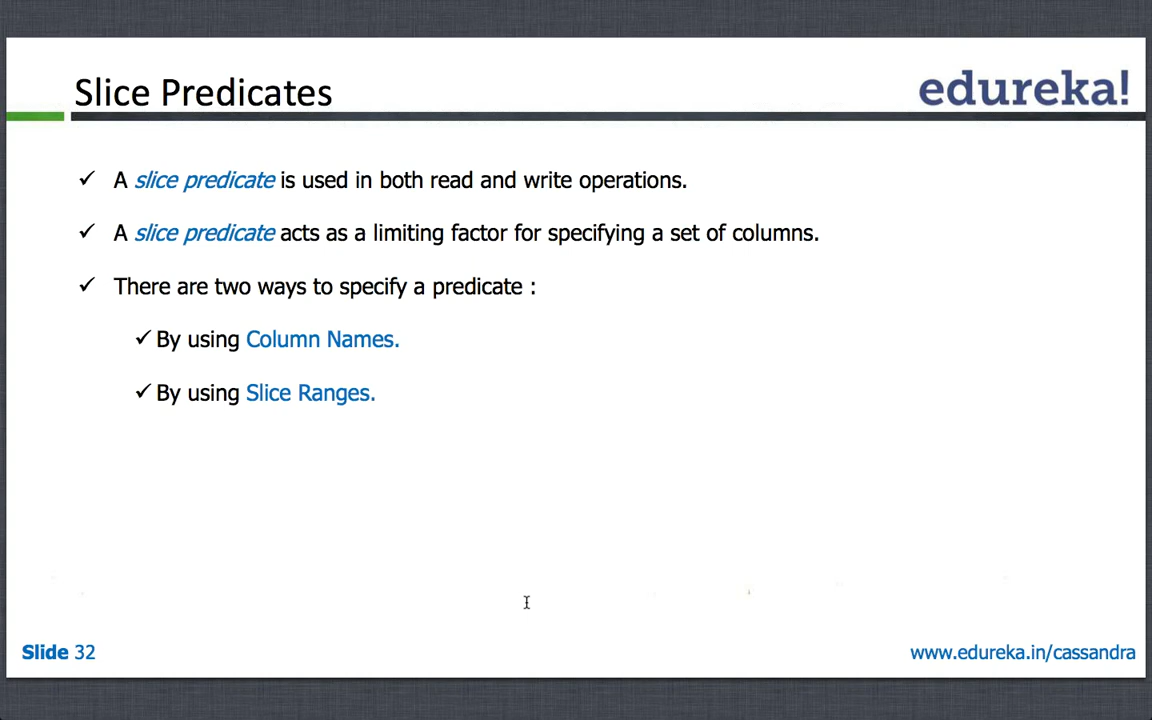 Slice Predicates
edureka!
✓ A slice predicate is used in both read and write operations.
✓ A slice predicate acts as a limiting factor for specifying a set of columns.
✓ There are two ways to specify a predicate :
✓ By using Column Names.
✓ By using Slice Ranges.
Slide 32
www.edureka.in/cassandra